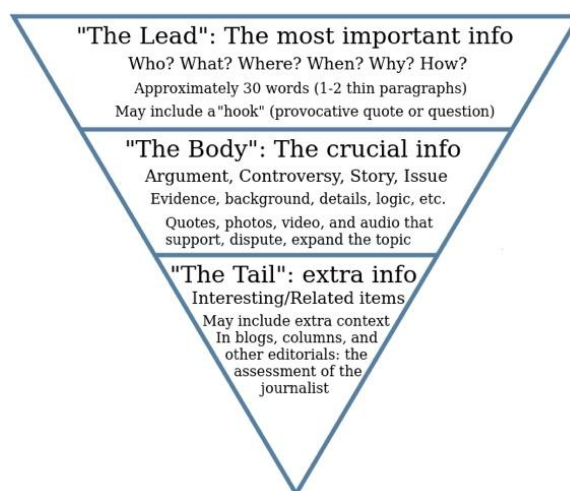 "The Lead": The most important info
Who? What? Where? When? Why? How?
Approximately 30 words (1-2 thin paragraphs)
May include a "hook" (provocative quote or question)
"The Body": The crucial info
Argument, Controversy, Story, Issue
Evidence, background, details, logic, etc.
Quotes, photos, video, and audio that
support, dispute, expand the topic
"The Tail": extra info
Interesting/Related items
May include extra context
In blogs, columns, and
other editorials: the
assessment of the
journalist